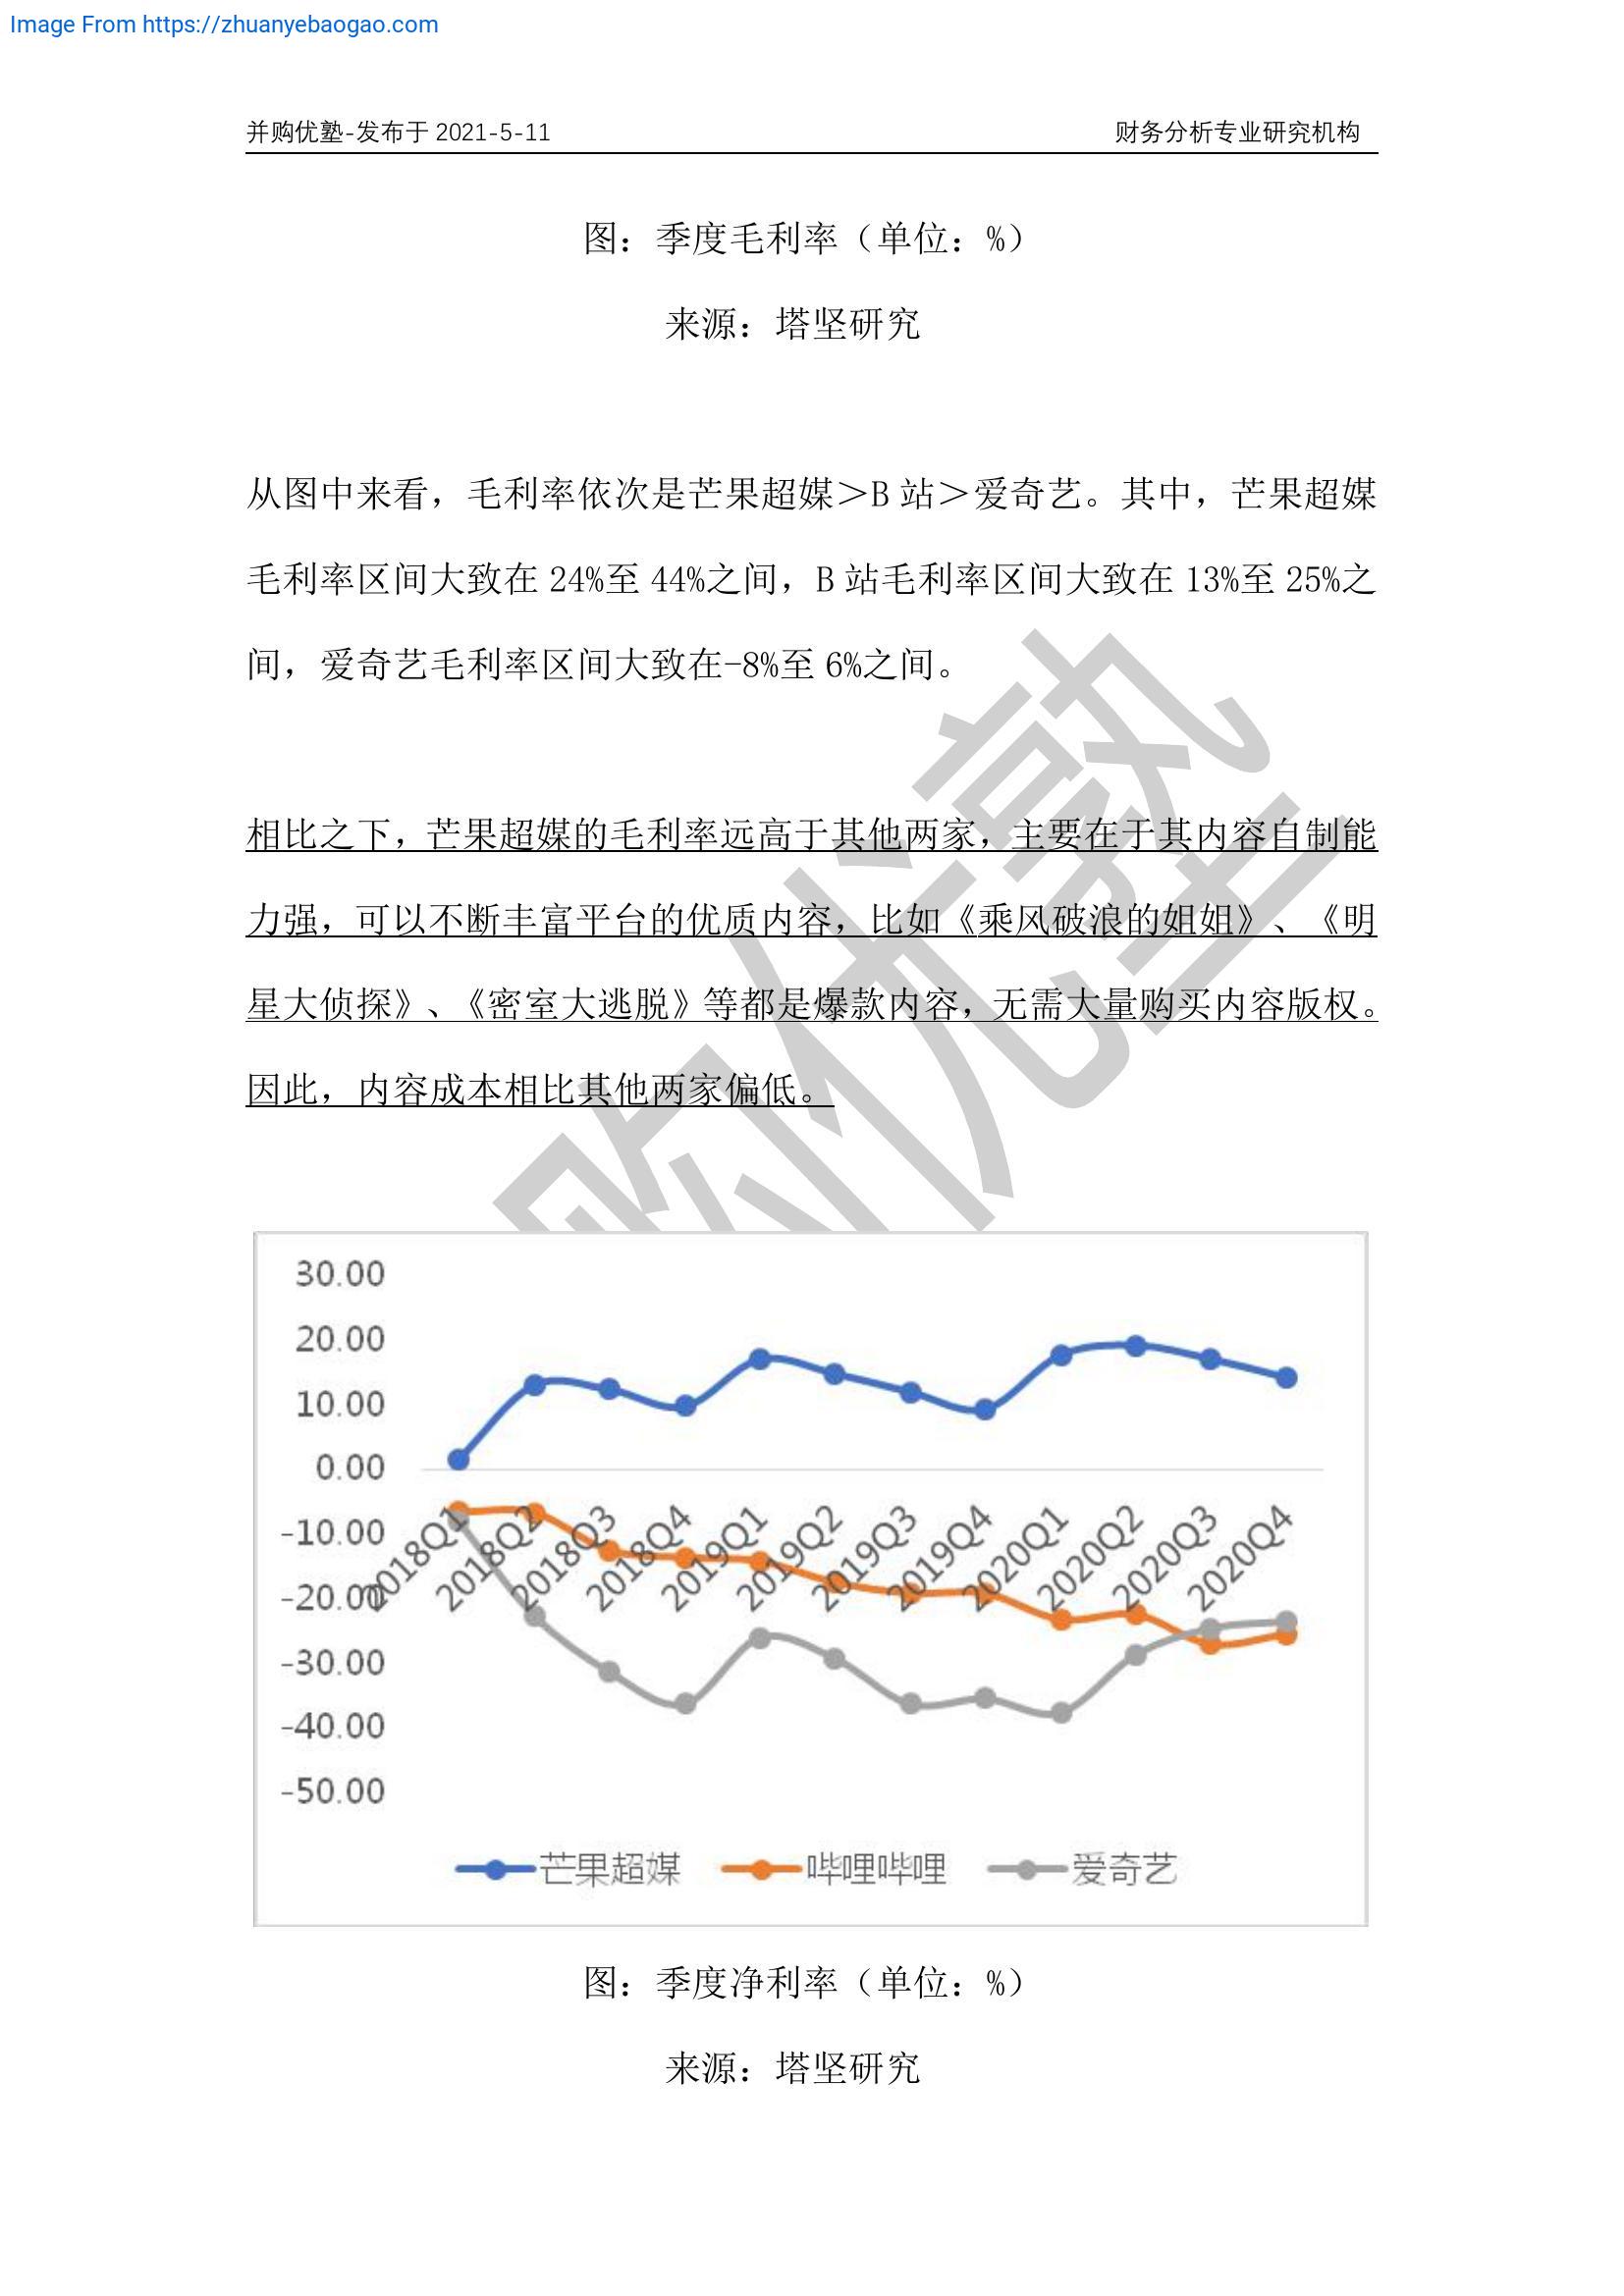 Image From https://zhuanyebaogao.com
并购优塾-发布于 2021-5-11 财务分析专业研究机构
图：季度毛利率（单位：%）
来源：塔坚研究
从图中来看，毛利率依次是芒果超媒＞B 站＞爱奇艺。其中，芒果超媒
毛利率区间大致在 24%至 44%之间，B 站毛利率区间大致在 13%至 25%之
间，爱奇艺毛利率区间大致在-8%至 6%之间。
相比之下，芒果超媒的毛利率远高于其他两家，主要在于其内容自制能
力强，可以不断丰富平台的优质内容，比如《乘风破浪的姐姐》、《明
星大侦探》、《密室大逃脱》等都是爆款内容，无需大量购买内容版权。
因此，内容成本相比其他两家偏低。
购优塾
30.00
20.00
10.00
0.00
-10.00
-20.00
-30.00
-40.00
-50.00
2018Q1 2018Q2 2018Q3 2018Q4 2019Q1 2019Q2 2019Q3 2019Q4 2020Q1 2020Q2 2020Q3 2020Q4
芒果超媒 哔哩哔哩 爱奇艺
图：季度净利率（单位：%）
来源：塔坚研究